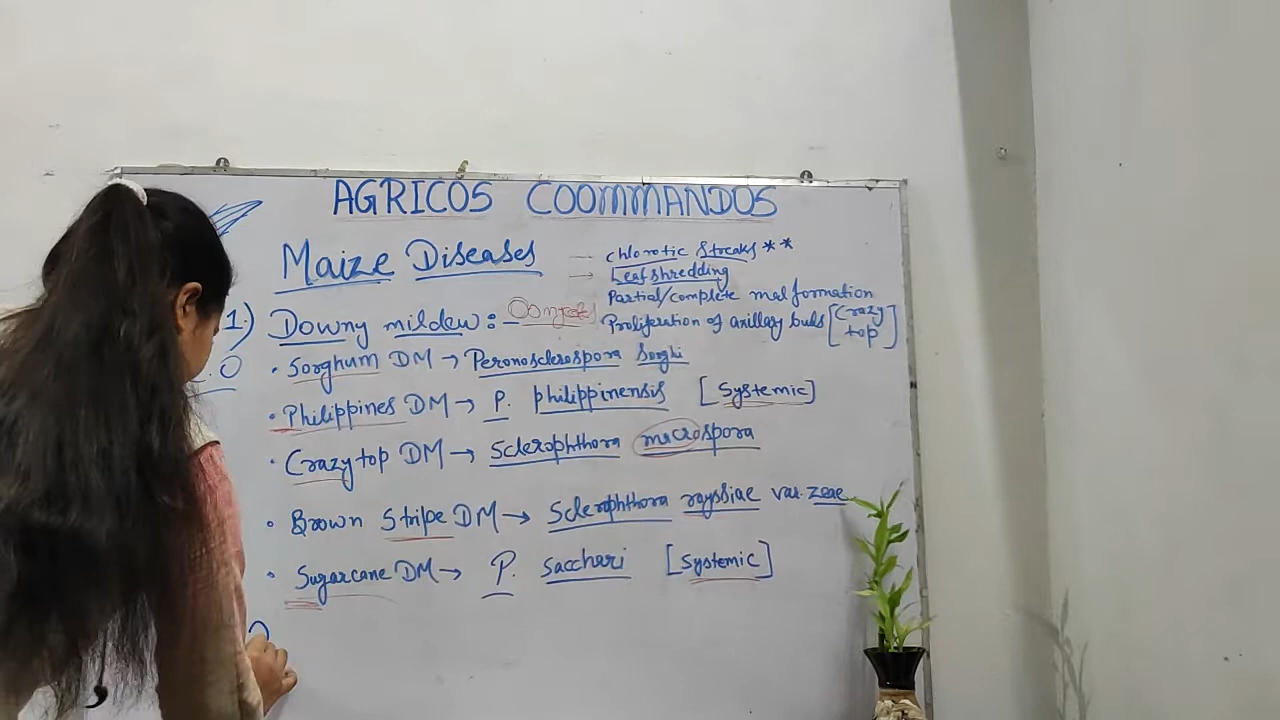 AGRICOS COOMMANDOS
Maize Diseases
chlorotic streaks **
→ Leaf shredding
Partial/complete malformation
Proliferation of axillary buds [Crazy top]
1.) Downy mildew :-
• Sorghum DM → Peronosclerospora Sorghi
• Philippines DM → P. philippinensis [Systemic]
• Crazy top DM → Sclerophthora macrospora
• Brown Stripe DM → Sclerophthora rayssiae var. zeae
• Sugarcane DM → P. Sacchari [Systemic]
2